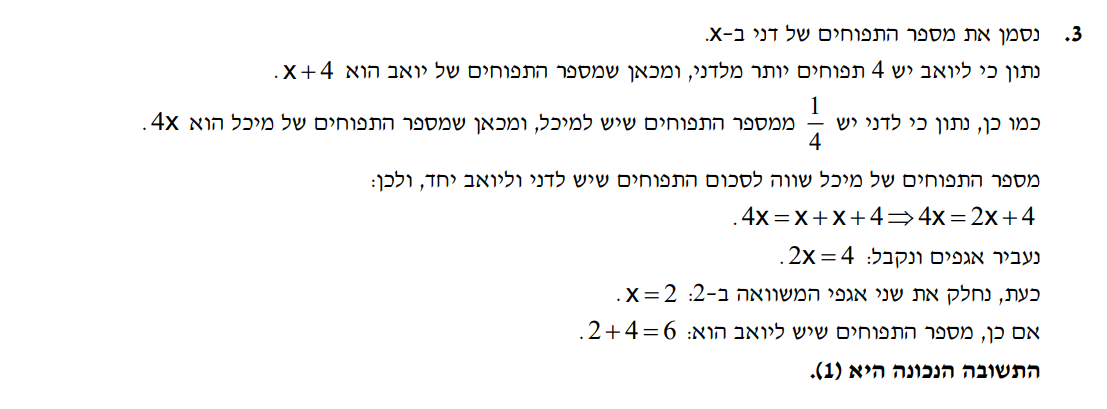 3. נסמן את מספר התפוחים של דני ב-x.
נתון כי ליואב יש 4 תפוחים יותר מלדני, ומכאן שמספר התפוחים של יואב הוא x+4.
כמו כן, נתון כי לדני יש 1/4 ממספר התפוחים שיש למיכל, ומכאן שמספר התפוחים של מיכל הוא 4x.
מספר התפוחים של מיכל שווה לסכום התפוחים שיש לדני וליואב יחד, ולכן:
4x=x+x+4⇒4x=2x+4.
נעביר אגפים ונקבל: 2x=4.
כעת, נחלק את שני אגפי המשוואה ב-2: x=2.
אם כן, מספר התפוחים שיש ליואב הוא: 2+4=6.
התשובה הנכונה היא (1).